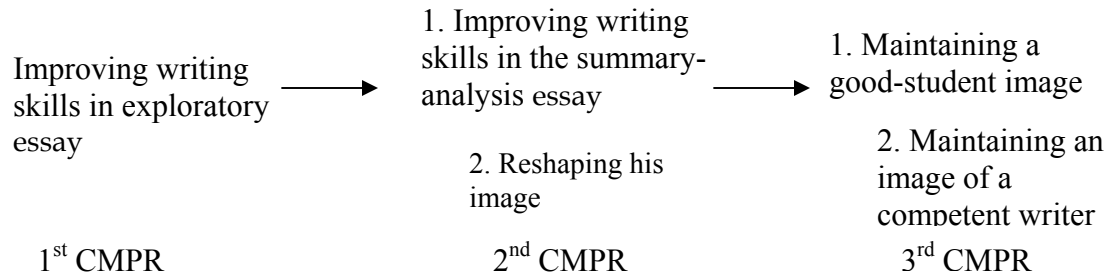 Improving writing
skills in exploratory
essay
1. Improving writing
skills in the summary-
analysis essay
2. Reshaping his
image
1. Maintaining a
good-student image
2. Maintaining an
image of a
competent writer
1st CMPR
2nd CMPR
3rd CMPR